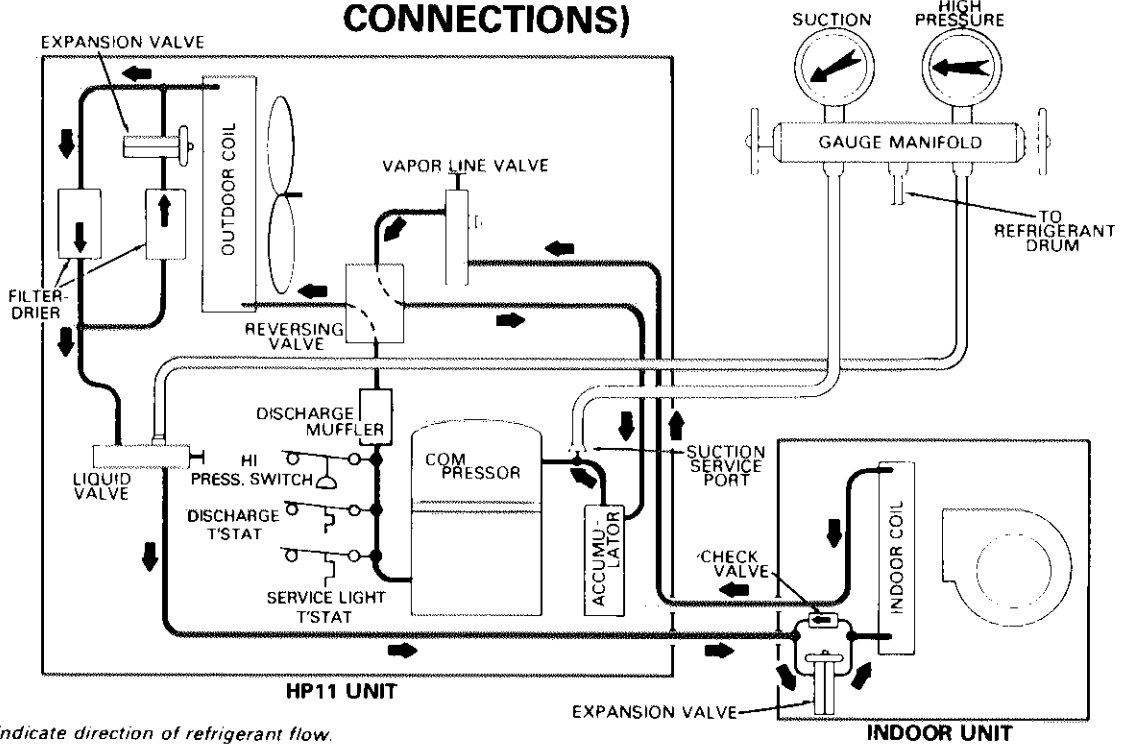 CONNECTIONS)
EXPANSION VALVE
SUCTION
HIGH
PRESSURE
GAUGE MANIFOLD
OUTDOOR COIL
VAPOR LINE VALVE
TO
REFRIGERANT
DRUM
FILTER-
DRIER
REVERSING
VALVE
DISCHARGE
MUFFLER
HI
PRESS. SWITCH
COM
PRESSOR
SUCTION
SERVICE
PORT
LIQUID
VALVE
DISCHARGE
T'STAT
ACCUMU-
LATOR
INDOOR COIL
CHECK
VALVE
SERVICE LIGHT
T'STAT
HP11 UNIT
EXPANSION VALVE
INDOOR UNIT
indicate direction of refrigerant flow.